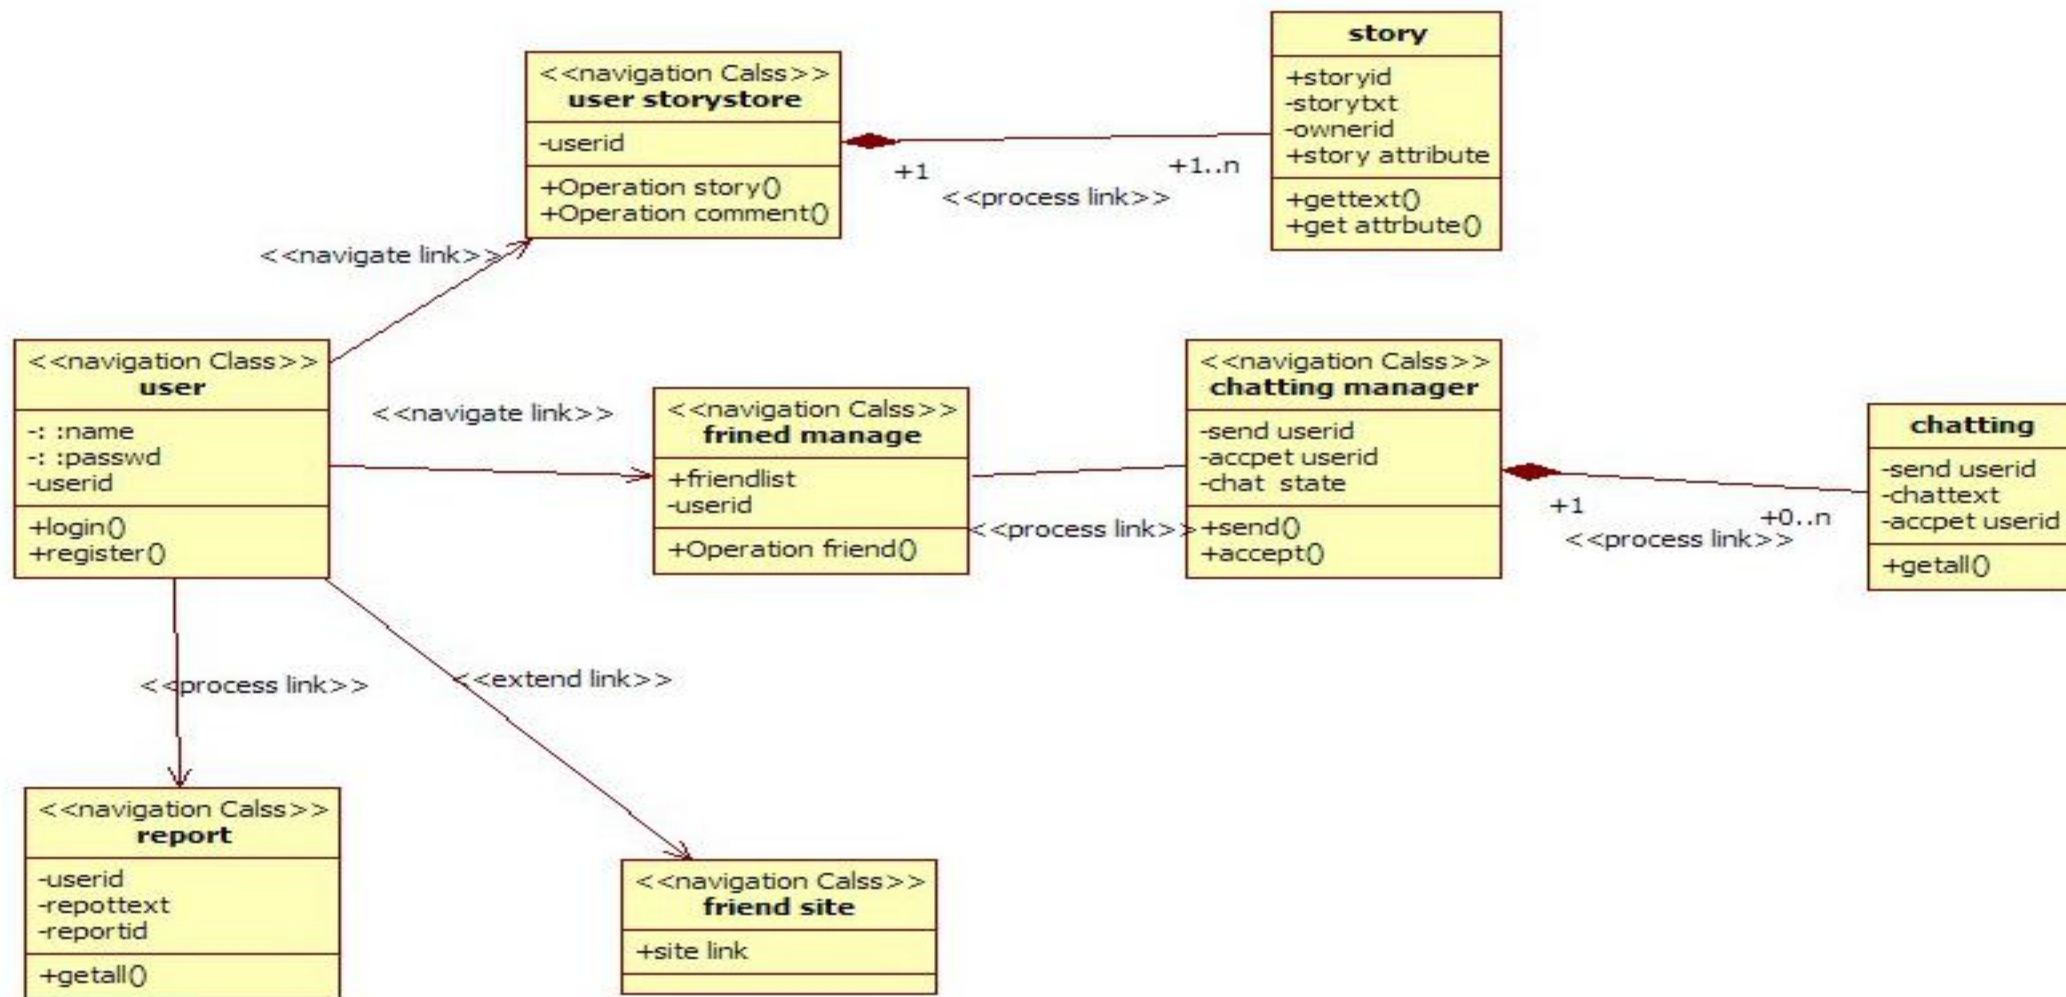 <<navigation Calss>>
user storystore
-userid
+Operation story()
+Operation comment()
story
+storyid
-storytxt
-ownerid
+story attribute
+gettext()
+get attrbute()
+1
+1..n
<<process link>>
<<navigate link>>
<<navigation Class>>
user
-: :name
-: :passwd
-userid
+login()
+register()
<<navigate link>>
<<navigation Calss>>
frined manage
+friendlist
-userid
+Operation friend()
<<process link>>
<<navigation Calss>>
chatting manager
-send userid
-accpet userid
-chat state
+send()
+accept()
+1
+0..n
<<process link>>
chatting
-send userid
-chattext
-accpet userid
+getall()
<<process link>>
<<extend link>>
<<navigation Calss>>
report
-userid
-repottext
-reportid
+getall()
<<navigation Calss>>
friend site
+site link